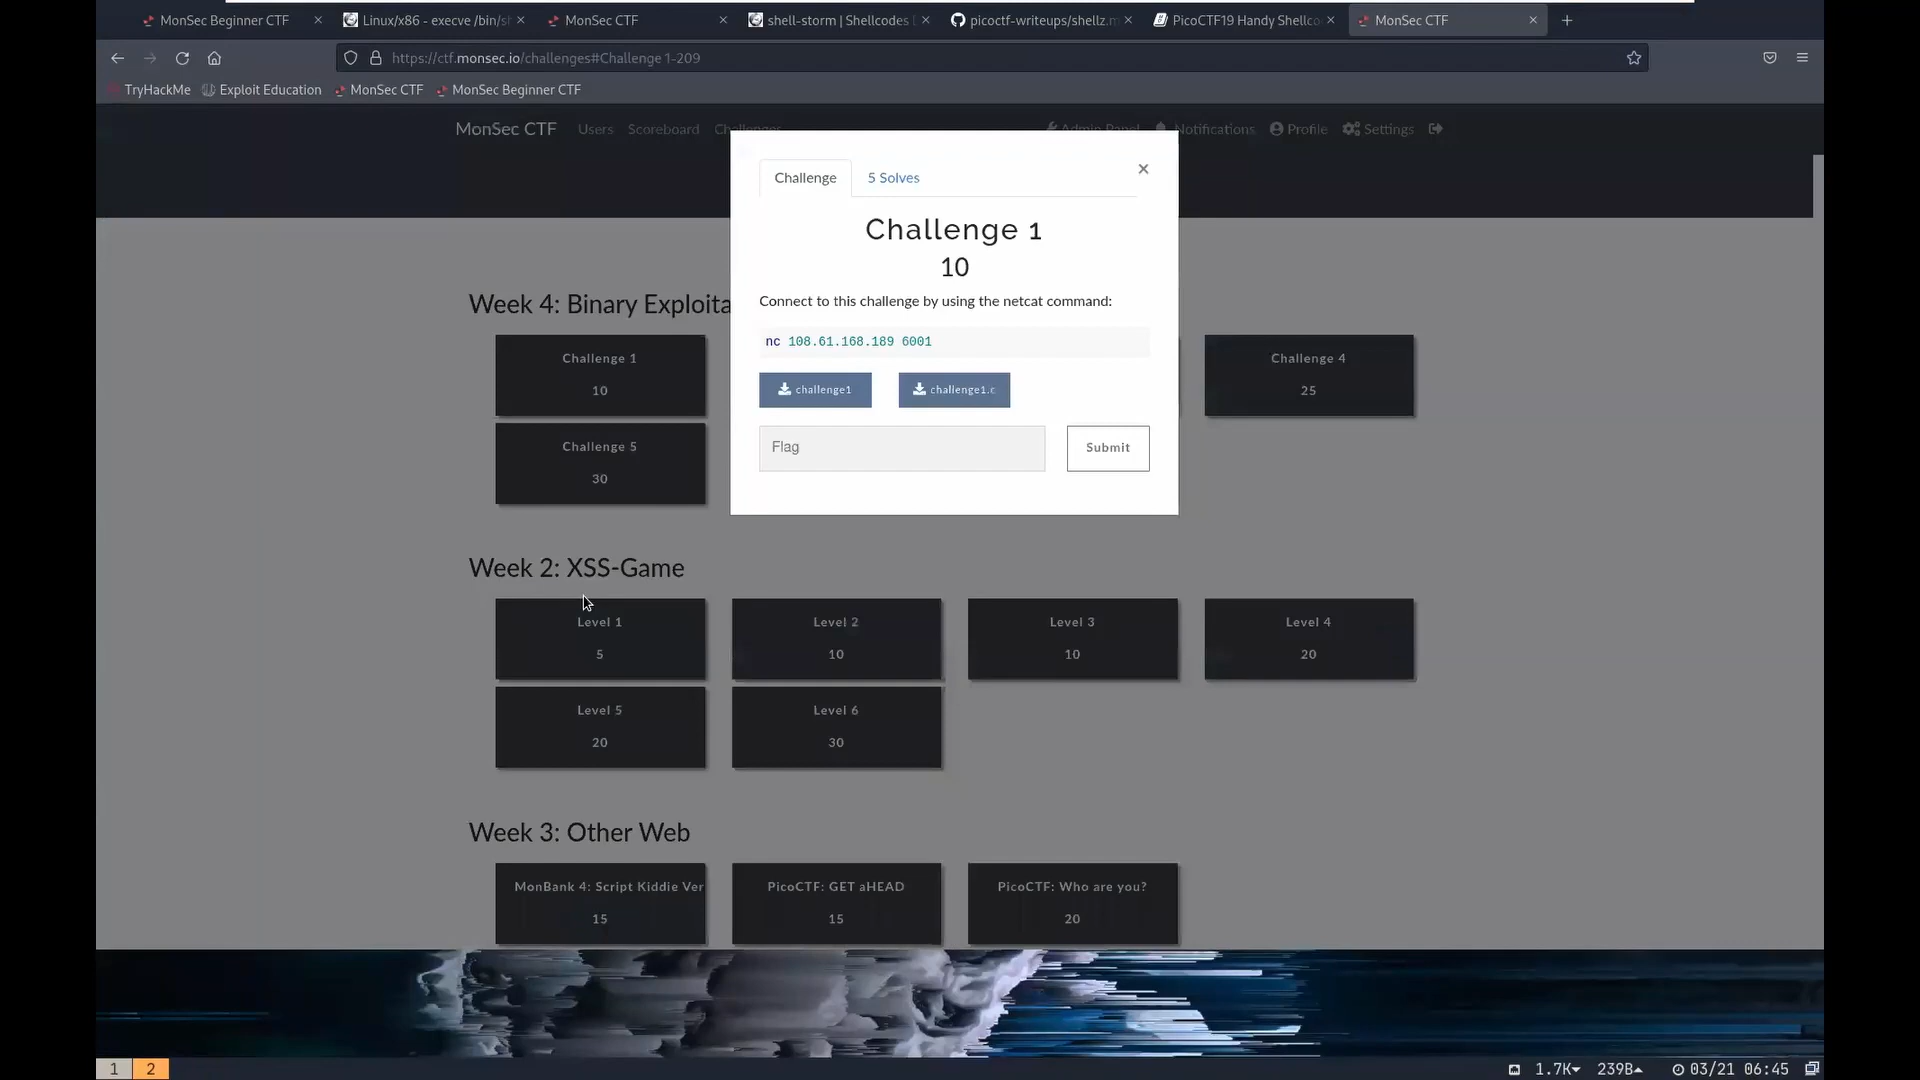 MonSec Beginner CTF
Linux/x86 - execve /bin/s
MonSec CTF
shell-storm | Shellcodes
picoctf-writeups/shellz.m
PicoCTF19 Handy Shellco
MonSec CTF
https://ctf.monsec.io/challenges#Challenge 1-209
TryHackMe
Exploit Education
MonSec CTF
MonSec Beginner CTF
MonSec CTF
Users
Scoreboard
Challenges
Admin Panel
Notifications
Profile
Settings
Challenge
5 Solves
×
Challenge 1
10
Connect to this challenge by using the netcat command:
nc 108.61.168.189 6001
challenge1
challenge1.c
Flag
Submit
Week 4: Binary Exploita
Challenge 1
10
Challenge 4
25
Challenge 5
30
Week 2: XSS-Game
Level 1
5
Level 2
10
Level 3
10
Level 4
20
Level 5
20
Level 6
30
Week 3: Other Web
MonBank 4: Script Kiddie Ver
15
PicoCTF: GET aHEAD
15
PicoCTF: Who are you?
20
1
2
1.7K
239B
03/21 06:45